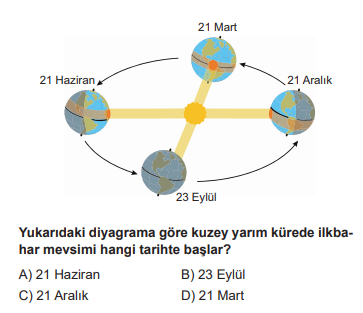 21 Mart
21 Haziran
21 Aralık
23 Eylül
Yukarıdaki diyagrama göre kuzey yarım kürede ilkba-
har mevsimi hangi tarihte başlar?
A) 21 Haziran
B) 23 Eylül
C) 21 Aralık
D) 21 Mart